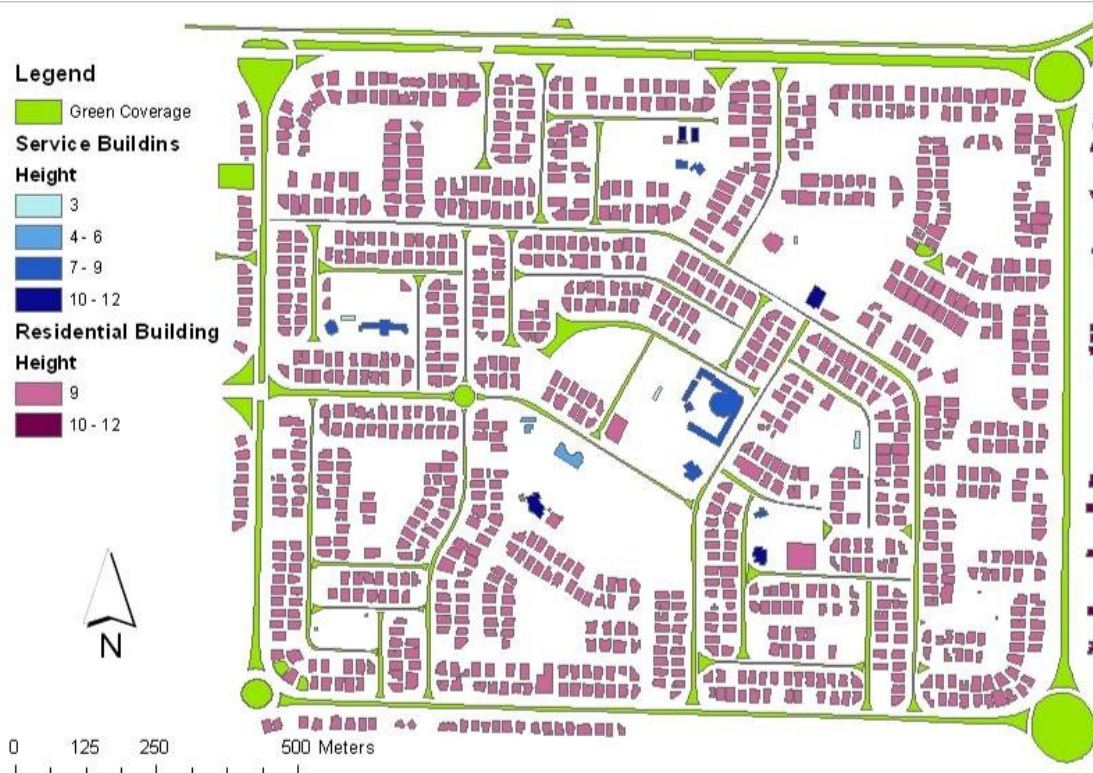 Legend
Green Coverage
Service Buildins
Height
3
4 - 6
7 - 9
10 - 12
Residential Building
Height
9
10 - 12
N
0 125 250 500 Meters